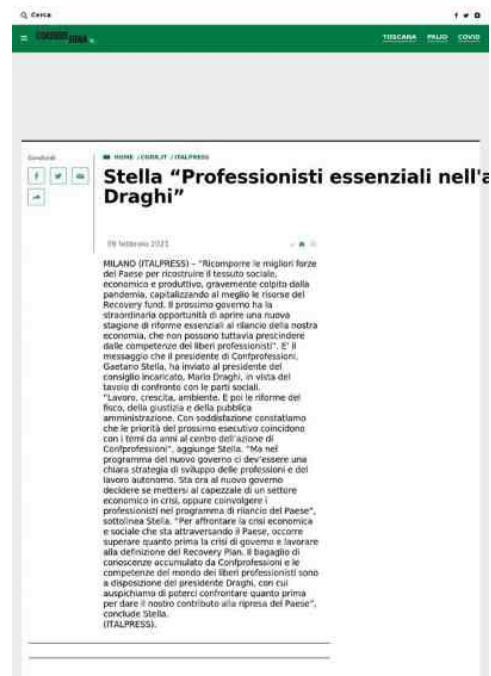 Cerca
CORRIERE SIENA
TOSCANA PALIO COVID
Condividi:
HOME / CORR.IT / ITALPRESS
Stella “Professionisti essenziali nell'a
Draghi”
09 febbraio 2021
MILANO (ITALPRESS) – “Ricomporre le migliori forze
del Paese per ricostruire il tessuto sociale,
economico e produttivo, gravemente colpito dalla
pandemia, capitalizzando al meglio le risorse del
Recovery fund. Il prossimo governo ha la
straordinaria opportunità di aprire una nuova
stagione di riforme essenziali al rilancio della nostra
economia, che non possono tuttavia prescindere
dalle competenze dei liberi professionisti”. E' il
messaggio che il presidente di Confprofessioni,
Gaetano Stella, ha inviato al presidente del
consiglio incaricato, Mario Draghi, in vista del
tavolo di confronto con le parti sociali.
“Lavoro, crescita, ambiente. E poi le riforme del
fisco, della giustizia e della pubblica
amministrazione. Con soddisfazione constatiamo
che le priorità del prossimo esecutivo coincidono
con i temi da anni al centro dell'azione di
Confprofessioni”, aggiunge Stella. “Ma nel
programma del nuovo governo ci dev'essere una
chiara strategia di sviluppo delle professioni e del
lavoro autonomo. Sta ora al nuovo governo
decidere se mettersi al capezzale di un settore
economico in crisi, oppure coinvolgere i
professionisti nel programma di rilancio del Paese”,
sottolinea Stella. “Per affrontare la crisi economica
e sociale che sta attraversando il Paese, occorre
superare quanto prima la crisi di governo e lavorare
alla definizione del Recovery Plan. Il bagaglio di
conoscenze accumulato da Confprofessioni e le
competenze del mondo dei liberi professionisti sono
a disposizione del presidente Draghi, con cui
auspichiamo di poterci confrontare quanto prima
per dare il nostro contributo alla ripresa del Paese”,
conclude Stella.
(ITALPRESS).